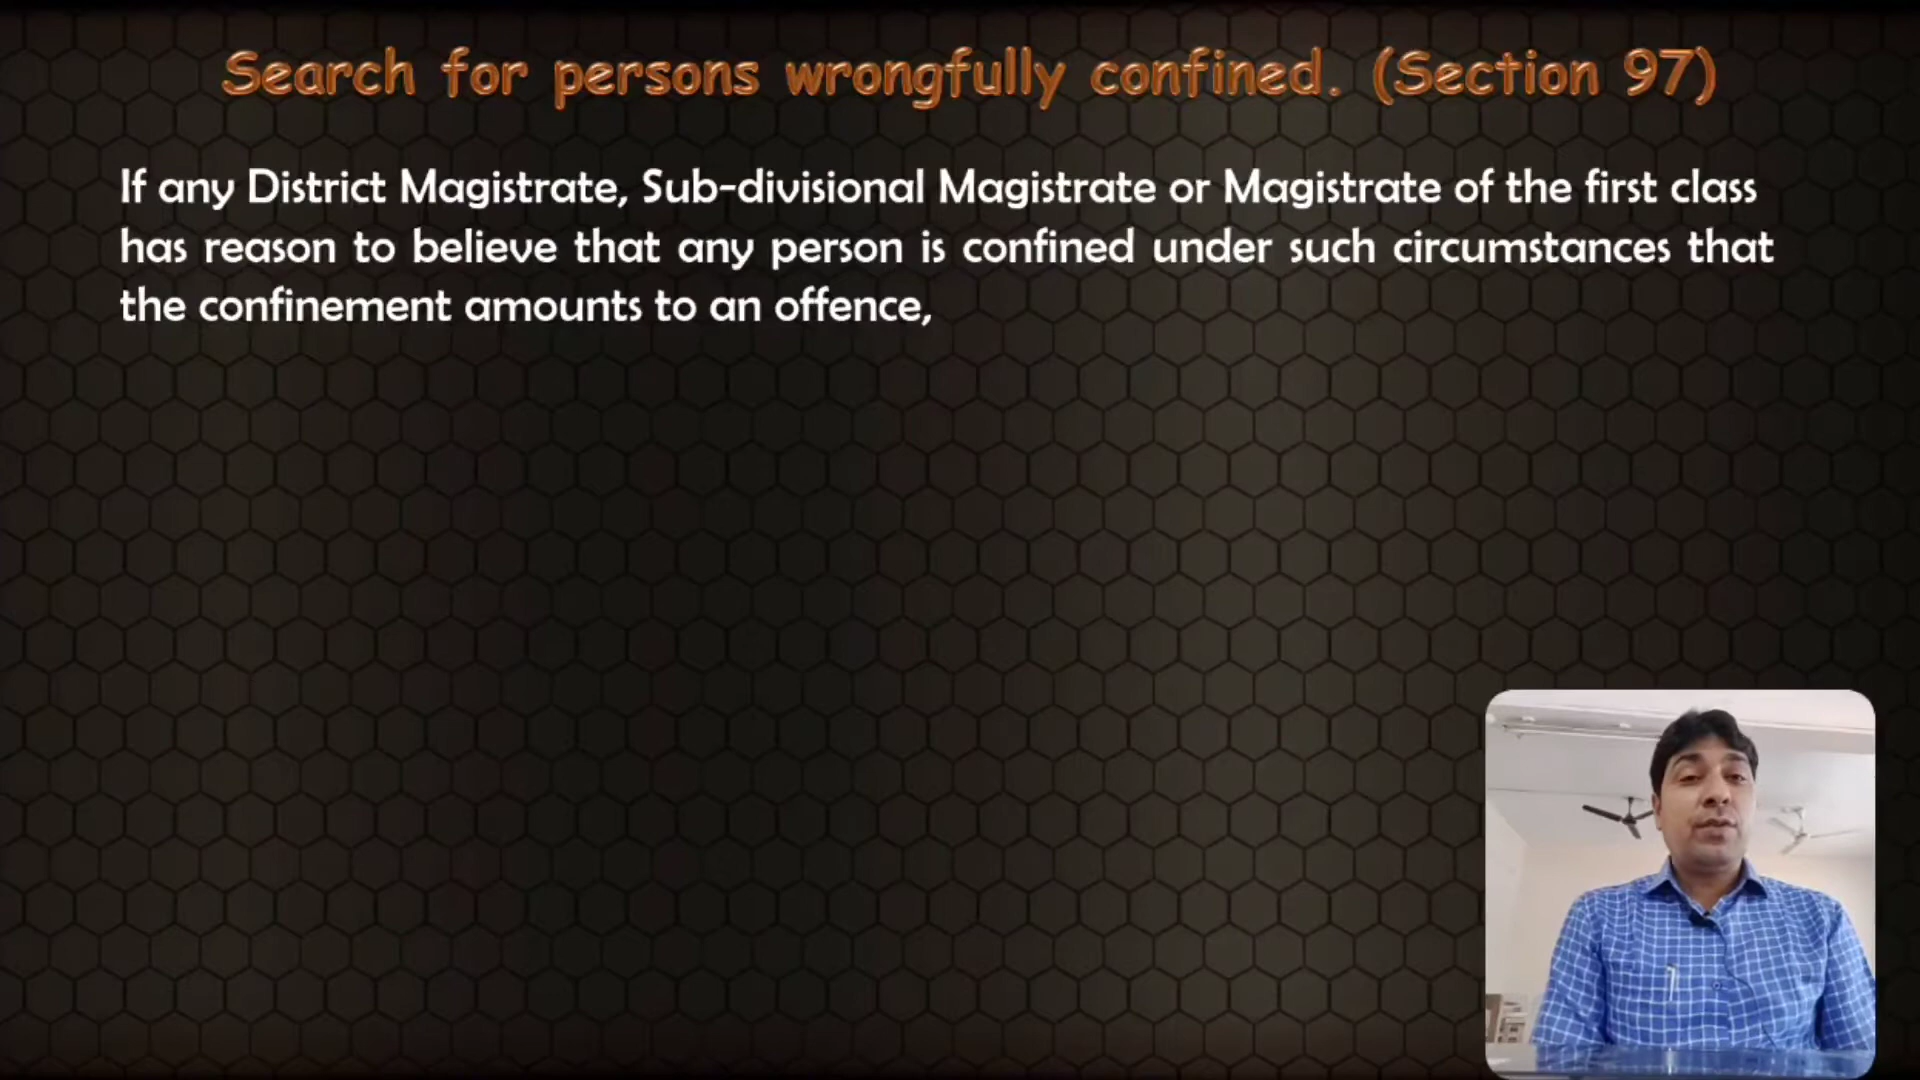 Search for persons wrongfully confined. (Section 97)
If any District Magistrate, Sub-divisional Magistrate or Magistrate of the first class
has reason to believe that any person is confined under such circumstances that
the confinement amounts to an offence,